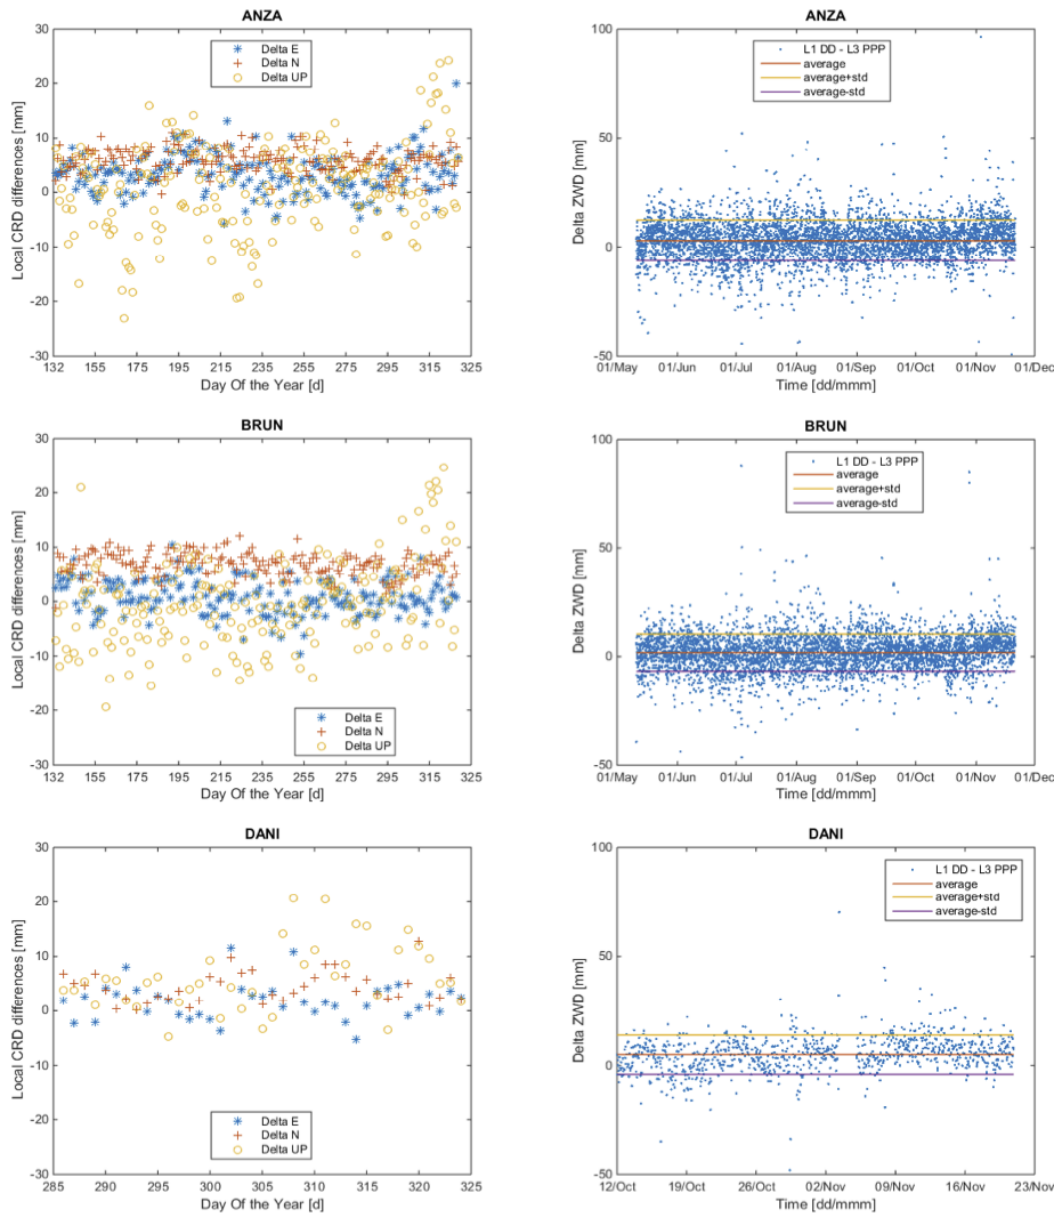 ANZA
30
20
10
0
-10
-20
-30
Local CRD differences [mm]
Delta E
Delta N
Delta UP
132 155 175 195 215 235 255 275 295 325
Day Of the Year [d]
ANZA
100
50
0
-50
Delta ZWD [mm]
L1 DD - L3 PPP
average
average+std
average-std
01/May 01/Jun 01/Jul 01/Aug 01/Sep 01/Oct 01/Nov 01/Dec
Time [dd/mmm]
BRUN
30
20
10
0
-10
-20
-30
Local CRD differences [mm]
Delta E
Delta N
Delta UP
132 155 175 195 215 235 255 275 295 315 325
Day Of the Year [d]
BRUN
100
50
0
-50
Delta ZWD [mm]
L1 DD - L3 PPP
average
average+std
average-std
01/May 01/Jun 01/Jul 01/Aug 01/Sep 01/Oct 01/Nov 01/Dec
Time [dd/mmm]
DANI
30
20
10
0
-10
-20
-30
Local CRD differences [mm]
Delta E
Delta N
Delta UP
285 290 295 300 305 310 315 320 325
Day Of the Year [d]
DANI
100
50
0
-50
Delta ZWD [mm]
L1 DD - L3 PPP
average
average+std
average-std
12/Oct 19/Oct 26/Oct 02/Nov 09/Nov 16/Nov 23/Nov
Time [dd/mmm]